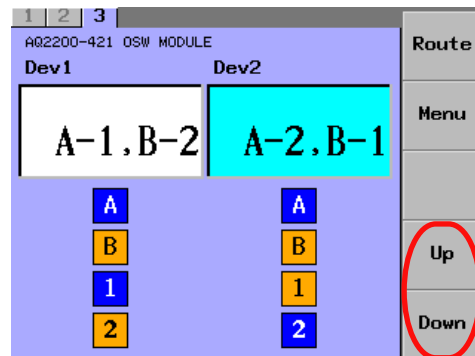 1 2 3
AQ2200-421 OSW MODULE
Dev1 Dev2
A-1,B-2 A-2,B-1
A A
B B
1 1
2 2
Route
Menu
Up
Down